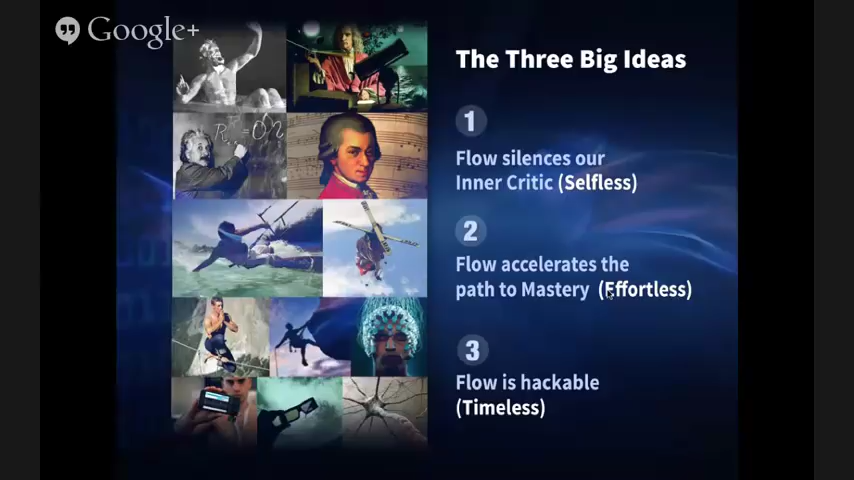 Google+
The Three Big Ideas
1
Flow silences our
Inner Critic (Selfless)
2
Flow accelerates the
path to Mastery (Effortless)
3
Flow is hackable
(Timeless)